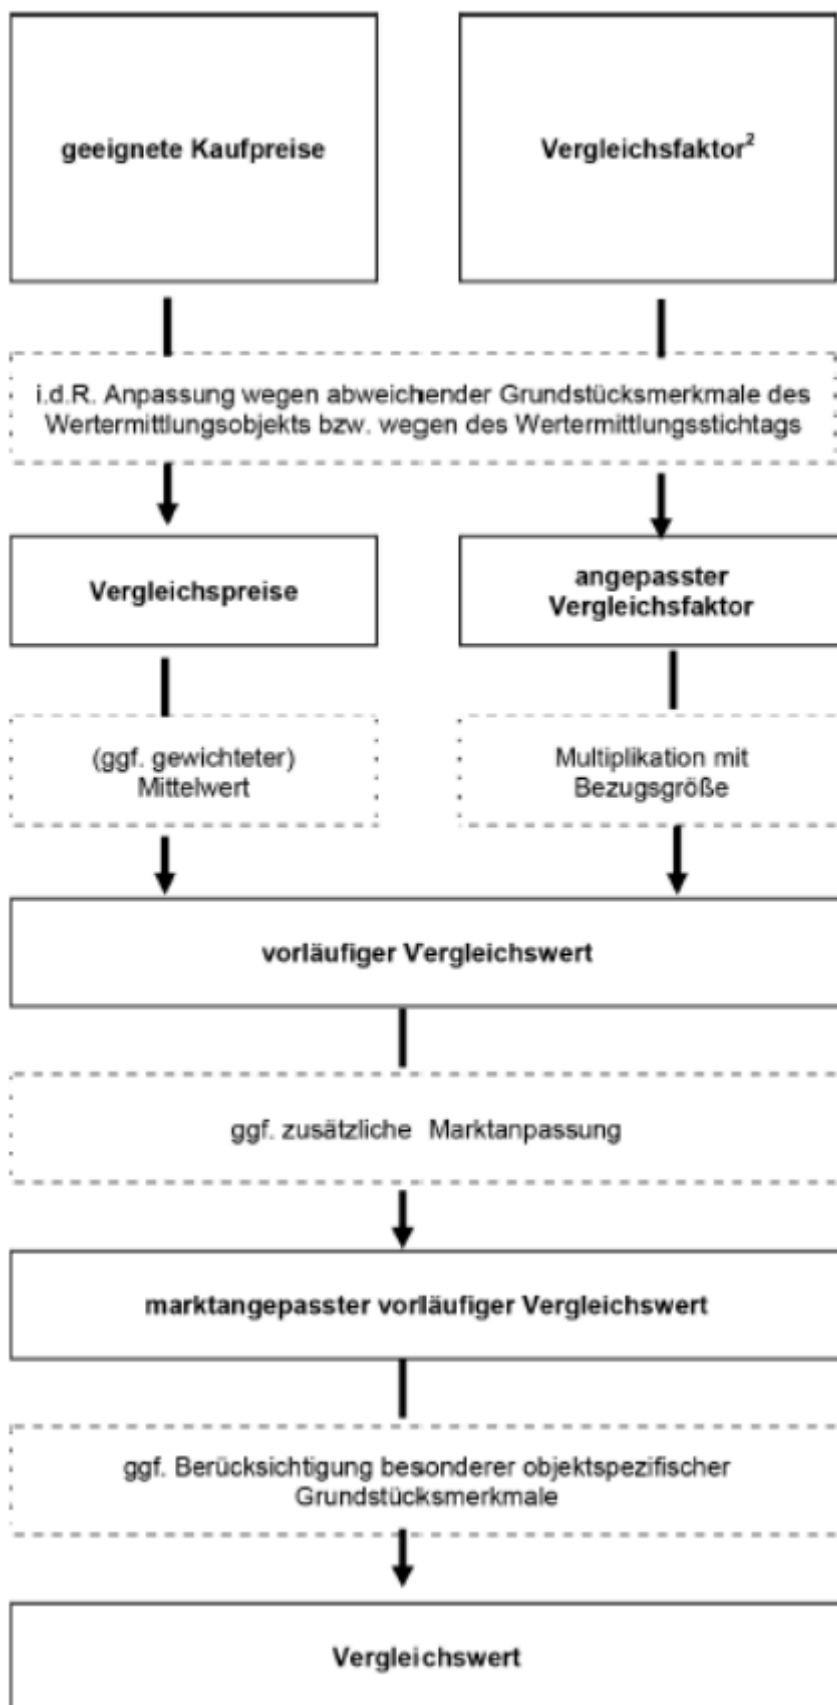 geeignete Kaufpreise
Vergleichsfaktor²
i.d.R. Anpassung wegen abweichender Grundstücksmerkmale des
Wertermittlungsobjekts bzw. wegen des Wertermittlungsstichtags
Vergleichspreise
angepasster
Vergleichsfaktor
(ggf. gewichteter)
Mittelwert
Multiplikation mit
Bezugsgröße
vorläufiger Vergleichswert
ggf. zusätzliche Marktanpassung
marktangepasster vorläufiger Vergleichswert
ggf. Berücksichtigung besonderer objektspezifischer
Grundstücksmerkmale
Vergleichswert